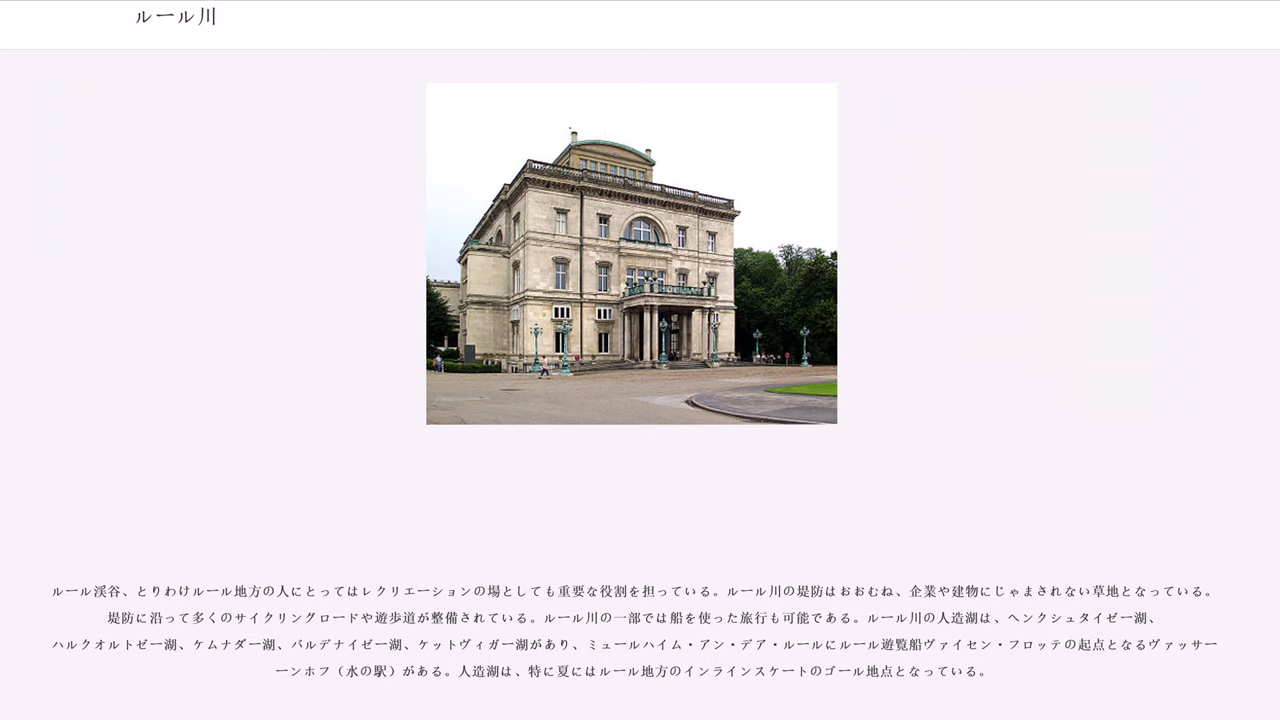 ルール川
ルール渓谷、とりわけルール地方の人にとってはレクリエーションの場としても重要な役割を担っている。ルール川の堤防はおおむね、企業や建物にじゃまされない草地となっている。
堤防に沿って多くのサイクリングロードや遊歩道が整備されている。ルール川の一部では船を使った旅行も可能である。ルール川の人造湖は、ヘンクシュタイゼー湖、
ハルクオルトゼー湖、ケムナダー湖、バルデナイゼー湖、ケットヴィガー湖があり、ミュールハイム・アン・デア・ルールにルール遊覧船ヴァイセン・フロッテの起点となるヴァッサー
ーンホフ（水の駅）がある。人造湖は、特に夏にはルール地方のインラインスケートのゴール地点となっている。